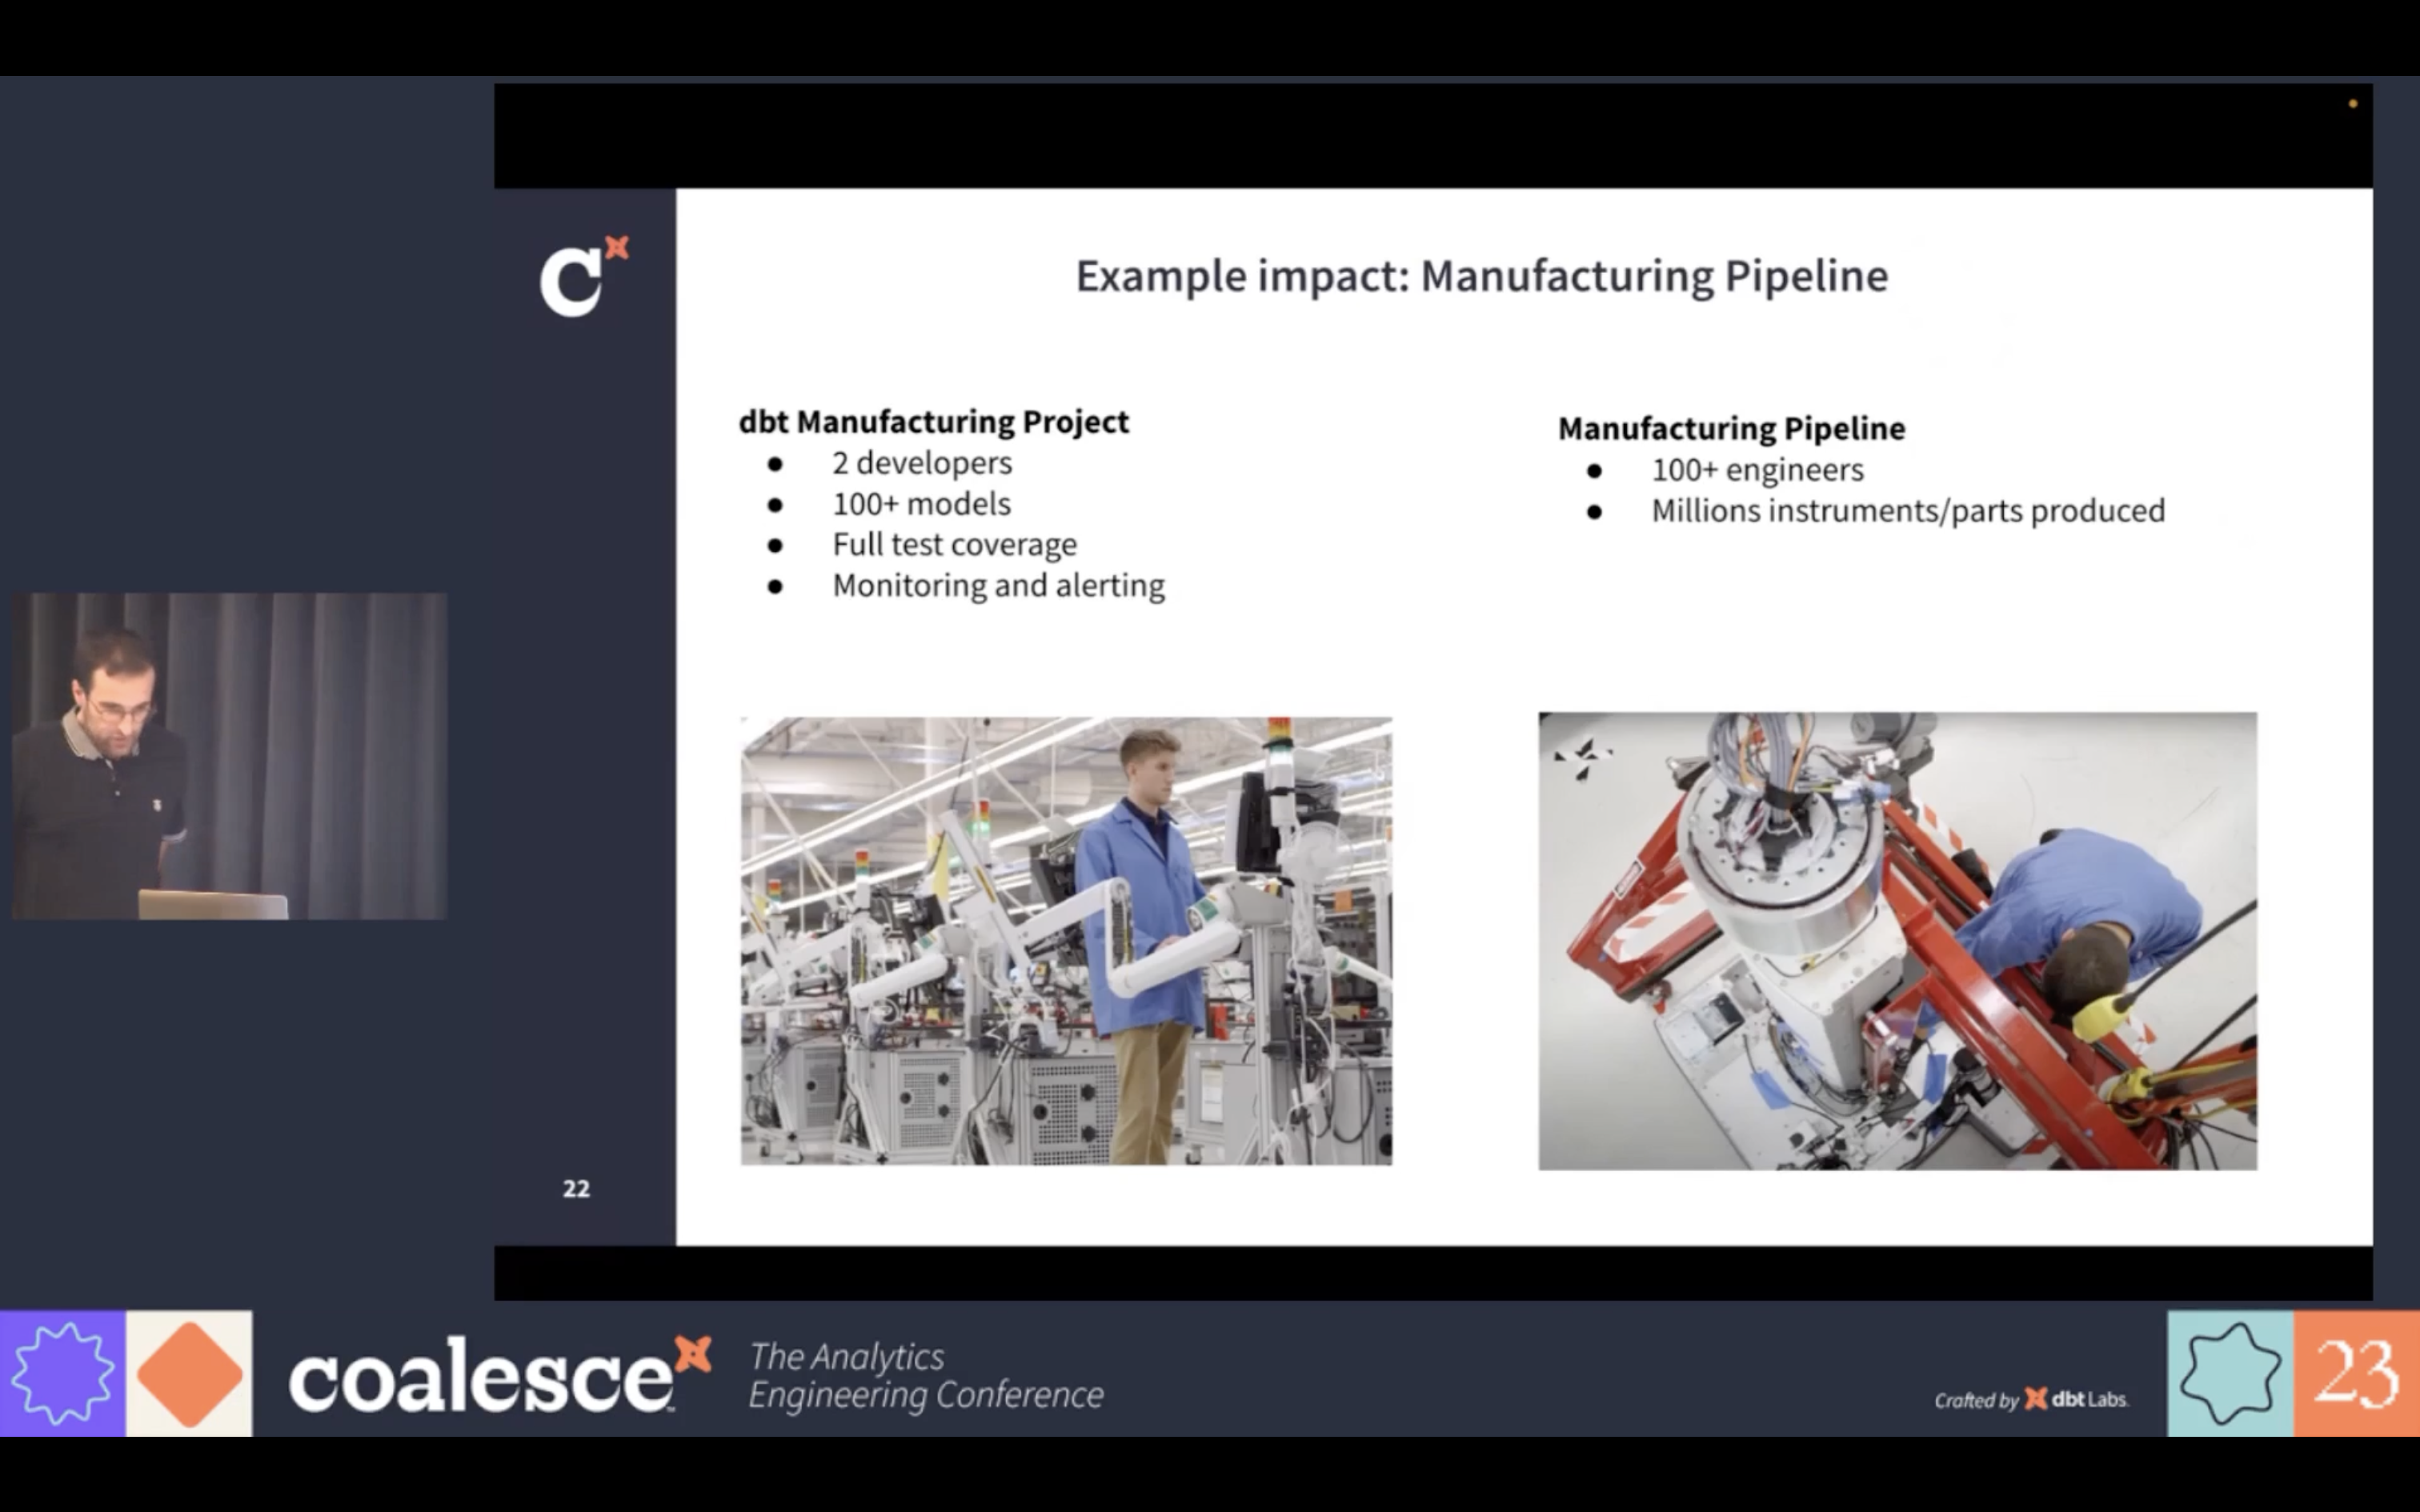 C
Example impact: Manufacturing Pipeline
dbt Manufacturing Project
● 2 developers
● 100+ models
● Full test coverage
● Monitoring and alerting
Manufacturing Pipeline
● 100+ engineers
● Millions instruments/parts produced
22
coalesce
The Analytics
Engineering Conference
Crafted by dbt Labs.
23